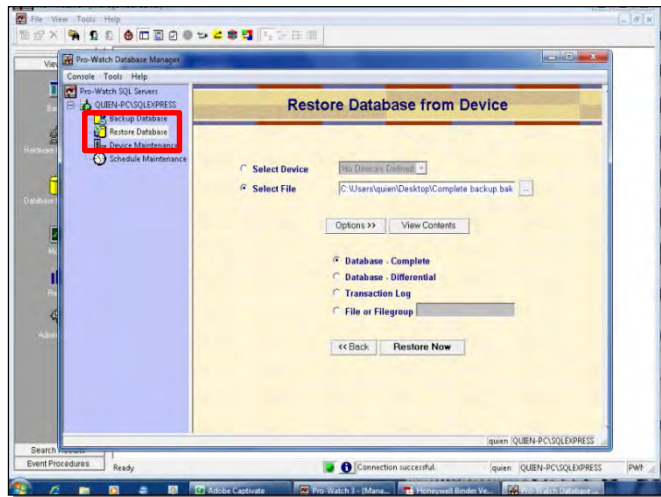 File View Tools Help
Pro-Watch Database Manager
Console Tools Help
Pro-Watch SQL Servers
QUIEN-PC\SQLEXPRESS
Backup Database
Restore Database
Device Maintenance
Schedule Maintenance
Restore Database from Device
Select Device
No Devices Defined
Select File
C:\Users\quien\Desktop\Complete backup bak
...
Options >>
View Contents
Database - Complete
Database - Differential
Transaction Log
File or Filegroup
<< Back
Restore Now
quien QUIEN-PC\SQLEXPRESS
Search
Event Procedures
Ready
Connection successful.
quien QUIEN-PC\SQLEXPRESS
Adobe Captivate
Pro-Watch 3 - [Mana...
Honeywell Binder Ve...
Pro-Watch Database...